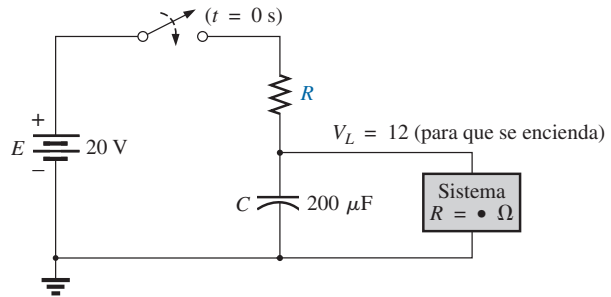 (t = 0 s)
R
+
E
20 V
−
V_L = 12 (para que se encienda)
C
200 μF
Sistema
R = • Ω